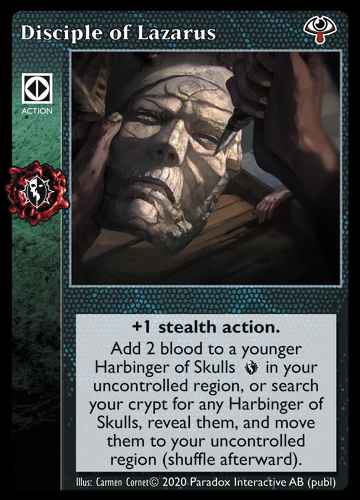 Disciple of Lazarus
ACTION
+1 stealth action.
Add 2 blood to a younger
Harbinger of Skulls in your
uncontrolled region, or search
your crypt for any Harbinger of
Skulls, reveal them, and move
them to your uncontrolled
region (shuffle afterward).
Illus: Carmen Cornet© 2020 Paradox Interactive AB (publ)